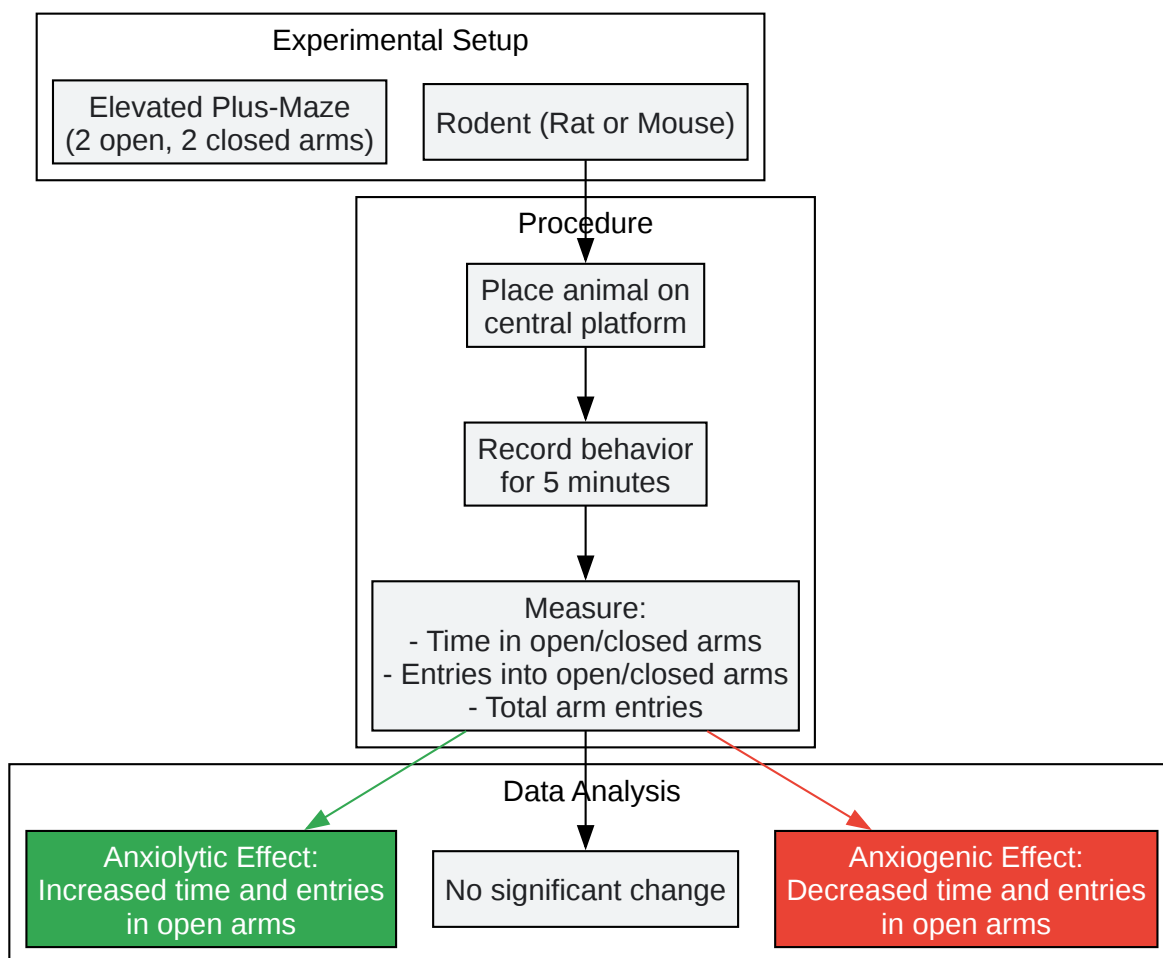 Experimental Setup
Elevated Plus-Maze
(2 open, 2 closed arms)
Rodent (Rat or Mouse)
Procedure
Place animal on
central platform
Record behavior
for 5 minutes
Measure:
- Time in open/closed arms
- Entries into open/closed arms
- Total arm entries
Data Analysis
Anxiolytic Effect:
Increased time and entries
in open arms
No significant change
Anxiogenic Effect:
Decreased time and entries
in open arms